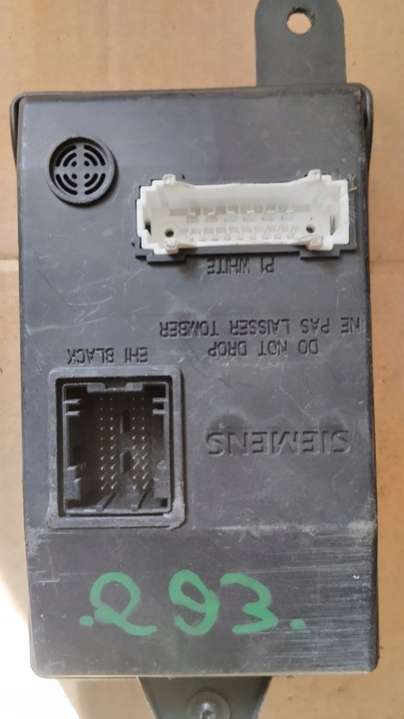 P1 WHITE
NE PAS LAISSER TOMBER
DO NOT DROP
EH1 BLACK
SIEMENS
.293.